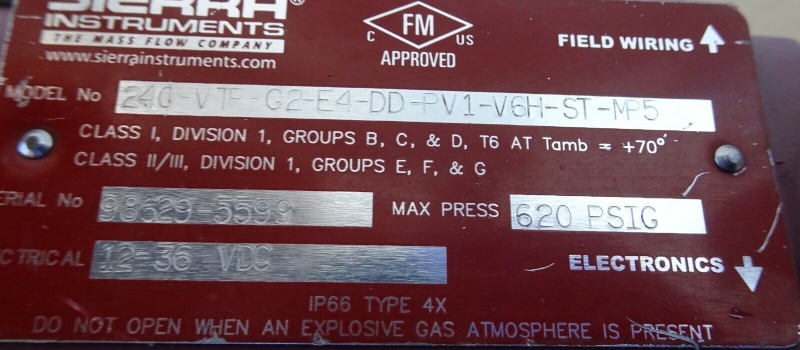 SIERRA
INSTRUMENTS
THE MASS FLOW COMPANY
www.sierrainstruments.com
C FM US
APPROVED
FIELD WIRING
MODEL No 240-VTP-G2-E4-DD-PV1-V6H-ST-MP5
CLASS I, DIVISION 1, GROUPS B, C, & D, T6 AT Tamb = +70°
CLASS II/III, DIVISION 1, GROUPS E, F, & G
ERIAL No 98629-5599
MAX PRESS 620 PSIG
ECTRICAL 12-36 VDC
ELECTRONICS
IP66 TYPE 4X
DO NOT OPEN WHEN AN EXPLOSIVE GAS ATMOSPHERE IS PRESENT